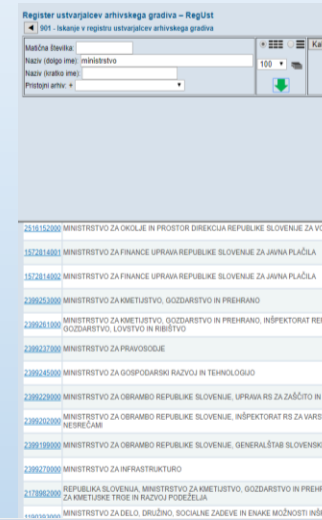 Register ustvarjalcev arhivskega gradiva – RegUst
901 - Iskanje v registru ustvarjalcev arhivskega gradiva
Matična številka:
Naziv (dolgo ime): ministrstvo
Naziv (kratko ime):
Pristojni arhiv: +
100
2516152000 MINISTRSTVO ZA OKOLJE IN PROSTOR DIREKCIJA REPUBLIKE SLOVENIJE ZA
1572814001 MINISTRSTVO ZA FINANCE UPRAVA REPUBLIKE SLOVENIJE ZA JAVNA PLAČILA
1572814002 MINISTRSTVO ZA FINANCE UPRAVA REPUBLIKE SLOVENIJE ZA JAVNA PLAČILA
2399253000 MINISTRSTVO ZA KMETIJSTVO, GOZDARSTVO IN PREHRANO
2399261000 MINISTRSTVO ZA KMETIJSTVO, GOZDARSTVO IN PREHRANO, INŠPEKTORAT
GOZDARSTVO, LOVSTVO IN RIBIŠTVO
2399237000 MINISTRSTVO ZA PRAVOSODJE
2399245000 MINISTRSTVO ZA GOSPODARSKI RAZVOJ IN TEHNOLOGIJO
2399229000 MINISTRSTVO ZA OBRAMBO REPUBLIKE SLOVENIJE, UPRAVA RS ZA ZAŠČITO IN
2399202000 MINISTRSTVO ZA OBRAMBO REPUBLIKE SLOVENIJE, INŠPEKTORAT RS ZA
NESREČAMI
2399199000 MINISTRSTVO ZA OBRAMBO REPUBLIKE SLOVENIJE, GENERALŠTAB
2399270000 MINISTRSTVO ZA INFRASTRUKTURO
2178982000 REPUBLIKA SLOVENIJA, MINISTRSTVO ZA KMETIJSTVO, GOZDARSTVO IN
ZA KMETIJSKE TRGE IN RAZVOJ PODEŽELJA
MINISTRSTVO ZA DELO, DRUŽINO, SOCIALNE ZADEVE IN ENAKE MOŽNOSTI